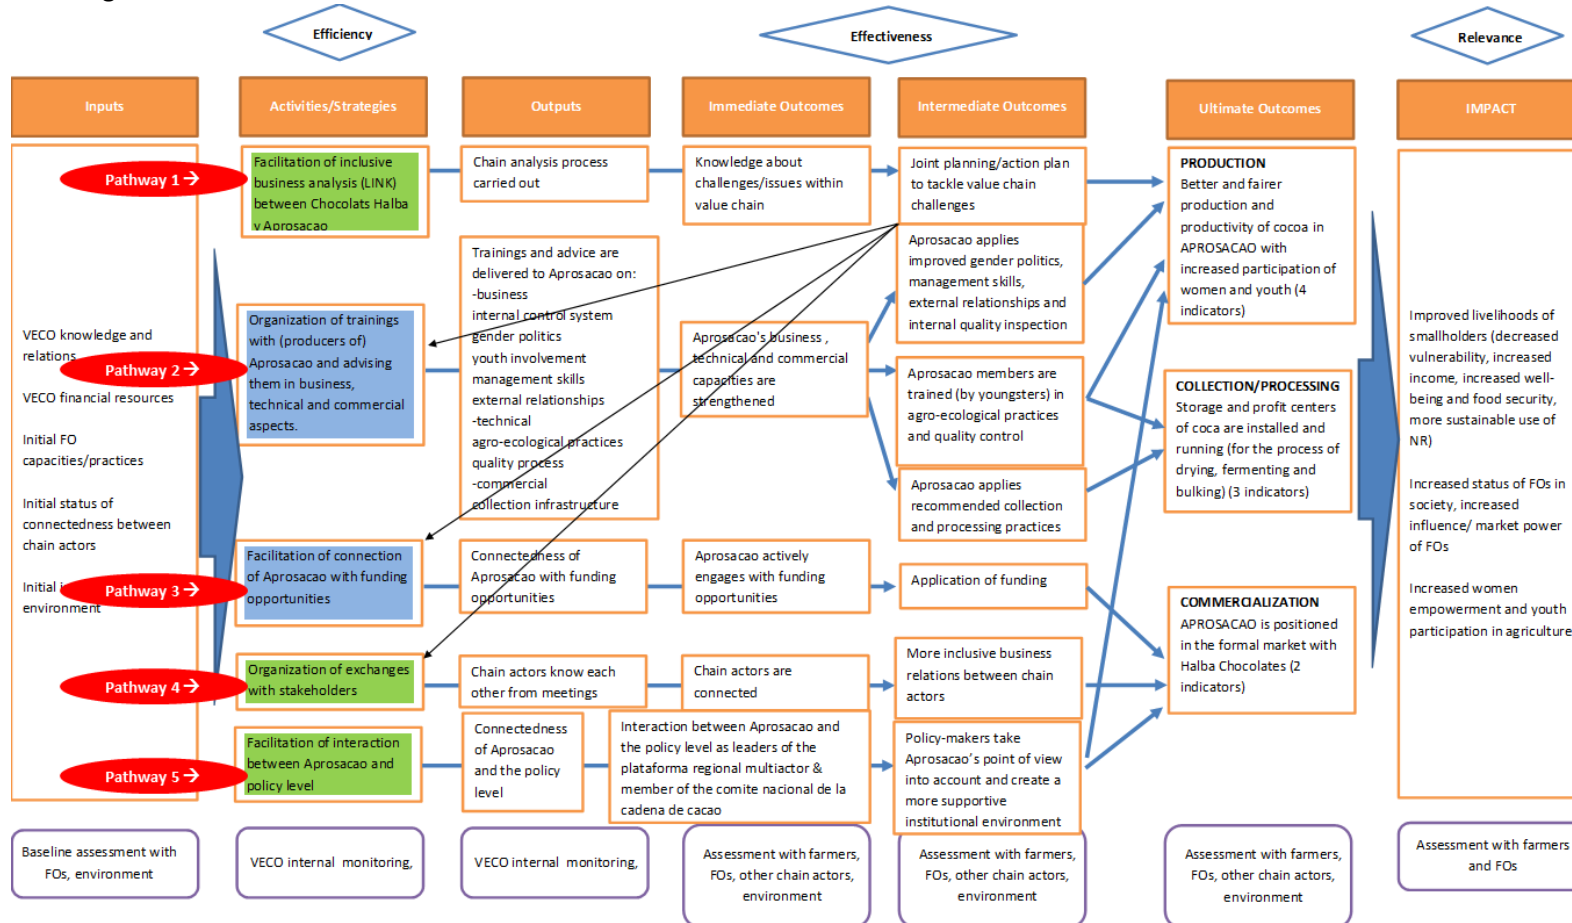 Efficiency
Effectiveness
Relevance
Inputs
Activities/Strategies
Outputs
Immediate Outcomes
Intermediate Outcomes
Ultimate Outcomes
IMPACT
Pathway 1 →
Pathway 2 →
Pathway 3 →
Pathway 4 →
Pathway 5 →
VECO knowledge and
relations
VECO financial resources
Initial FO
capacities/practices
Initial status of
connectedness between
chain actors
Initial
environment
Facilitation of inclusive
business analysis (LINK)
between Chocolats Halba
y Aprosacao
Chain analysis process
carried out
Knowledge about
challenges/issues within
value chain
Joint planning/action plan
to tackle value chain
challenges
Organization of trainings
with (producers of)
Aprosacao and advising
them in business,
technical and commercial
aspects.
Trainings and advice are
delivered to Aprosacao on:
-business
internal control system
gender politics
youth involvement
management skills
external relationships
-technical
agro-ecological practices
quality process
-commercial
collection infrastructure
Aprosacao's business ,
technical and commercial
capacities are
strengthened
Aprosacao applies
improved gender politics,
management skills,
external relationships and
internal quality inspection
Aprosacao members are
trained (by youngsters) in
agro-ecological practices
and quality control
Aprosacao applies
recommended collection
and processing practices
Facilitation of connection
of Aprosacao with funding
opportunities
Connectedness of
Aprosacao with funding
opportunities
Aprosacao actively
engages with funding
opportunities
Application of funding
Organization of exchanges
with stakeholders
Chain actors know each
other from meetings
Chain actors are
connected
More inclusive business
relations between chain
actors
Facilitation of interaction
between Aprosacao and
policy level
Connectedness
of Aprosacao
and the policy
level
Interaction between Aprosacao and
the policy level as leaders of the
plataforma regional multiactor &
member of the comite nacional de la
cadena de cacao
Policy-makers take
Aprosacao's point of view
into account and create a
more supportive
institutional environment
PRODUCTION
Better and fairer
production and
productivity of cocoa in
APROSACAO with
increased participation of
women and youth (4
indicators)
COLLECTION/PROCESSING
Storage and profit centers
of coca are installed and
running (for the process of
drying, fermenting and
bulking) (3 indicators)
COMMERCIALIZATION
APROSACAO is positioned
in the formal market with
Halba Chocolates (2
indicators)
Improved livelihoods of
smallholders (decreased
vulnerability, increased
income, increased well-
being and food security,
more sustainable use of
NR)
Increased status of FOs in
society, increased
influence/ market power
of FOs
Increased women
empowerment and youth
participation in agriculture
Baseline assessment with
FOs, environment
VECO internal monitoring,
VECO internal monitoring,
Assessment with farmers,
FOs, other chain actors,
environment
Assessment with farmers,
FOs, other chain actors,
environment
Assessment with farmers,
FOs, other chain actors,
environment
Assessment with farmers
and FOs